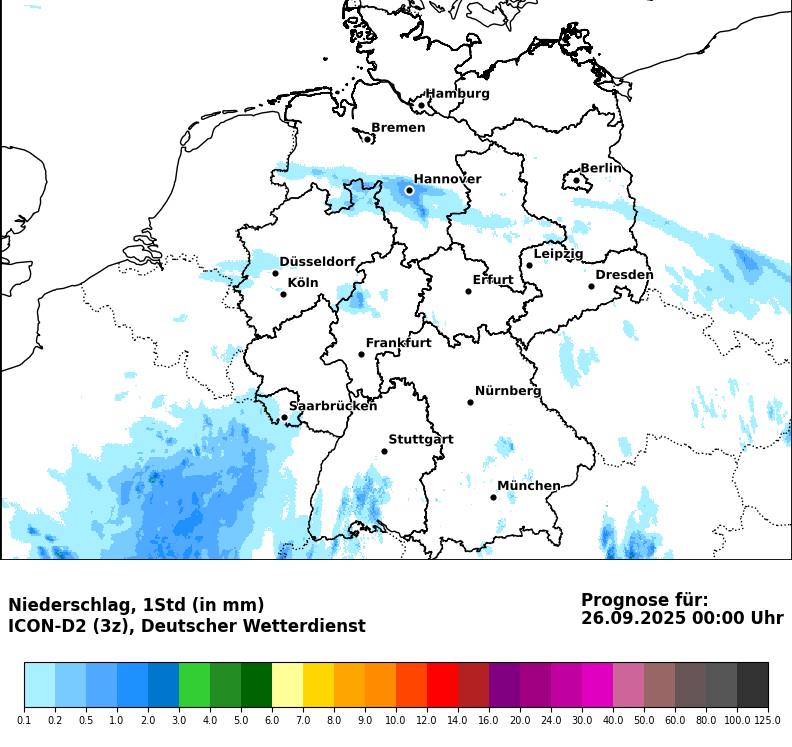 Hamburg
Bremen
Berlin
Hannover
Leipzig
Düsseldorf
Dresden
Erfurt
Köln
Frankfurt
Nürnberg
Saarbrücken
Stuttgart
München
Niederschlag, 1Std (in mm)
ICON-D2 (3z), Deutscher Wetterdienst
Prognose für:
26.09.2025 00:00 Uhr
0.1 0.2 0.5 1.0 2.0 3.0 4.0 5.0 6.0 7.0 8.0 9.0 10.0 12.0 14.0 16.0 20.0 24.0 30.0 40.0 50.0 60.0 80.0 100.0 125.0